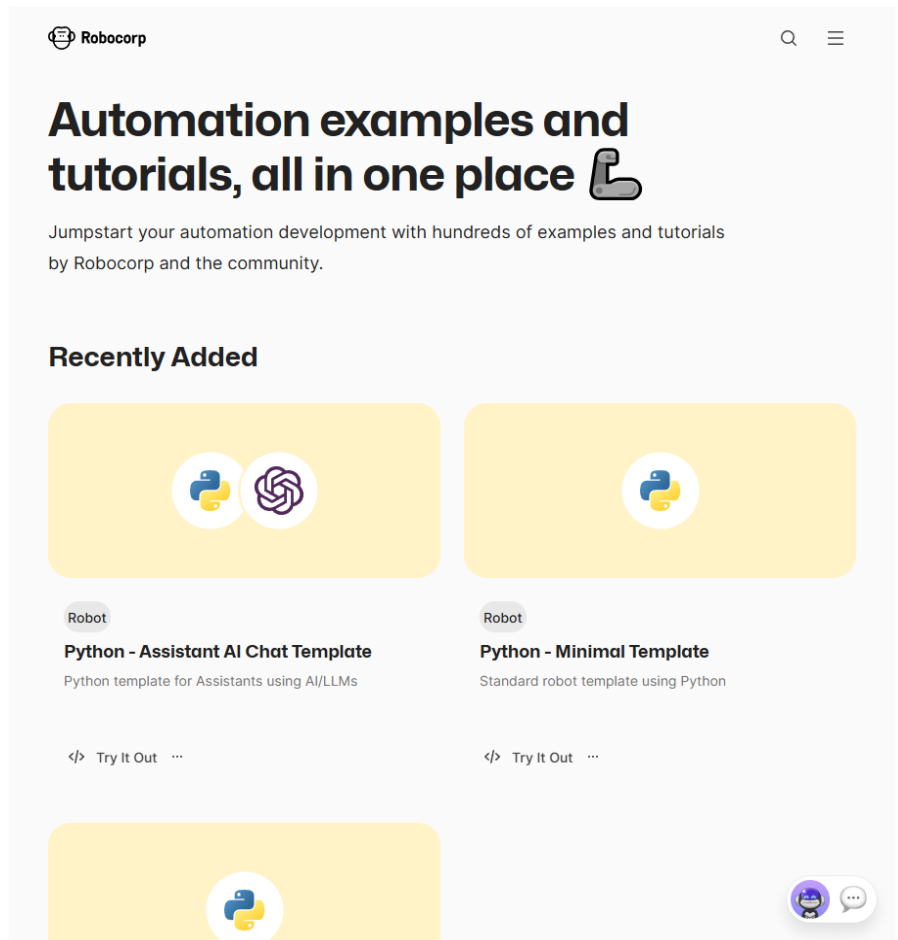 Robocorp
Automation examples and
tutorials, all in one place
Jumpstart your automation development with hundreds of examples and tutorials
by Robocorp and the community.
Recently Added
Robot
Python - Assistant AI Chat Template
Python template for Assistants using AI/LLMs
</> Try It Out ...
Robot
Python - Minimal Template
Standard robot template using Python
</> Try It Out ...